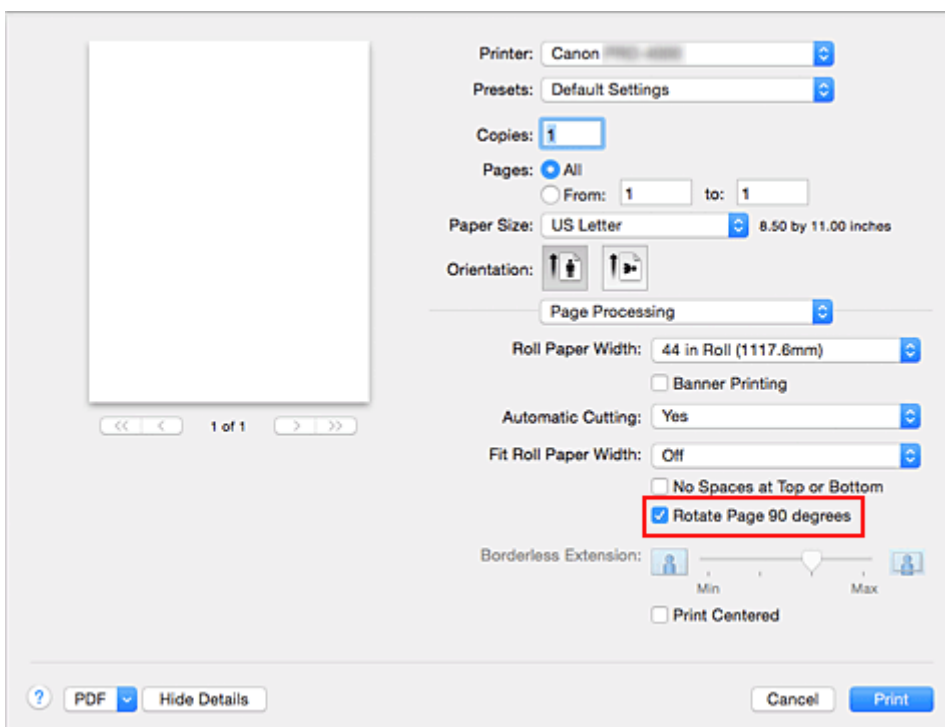 Printer: Canon
Presets: Default Settings
Copies: 1
Pages: All
From: 1 to: 1
Paper Size: US Letter 8.50 by 11.00 inches
Orientation:
Page Processing
Roll Paper Width: 44 in Roll (1117.6mm)
Banner Printing
<< < 1 of 1 > >>
Automatic Cutting: Yes
Fit Roll Paper Width: Off
No Spaces at Top or Bottom
Rotate Page 90 degrees
Borderless Extension:
Min Max
Print Centered
? PDF Hide Details Cancel Print